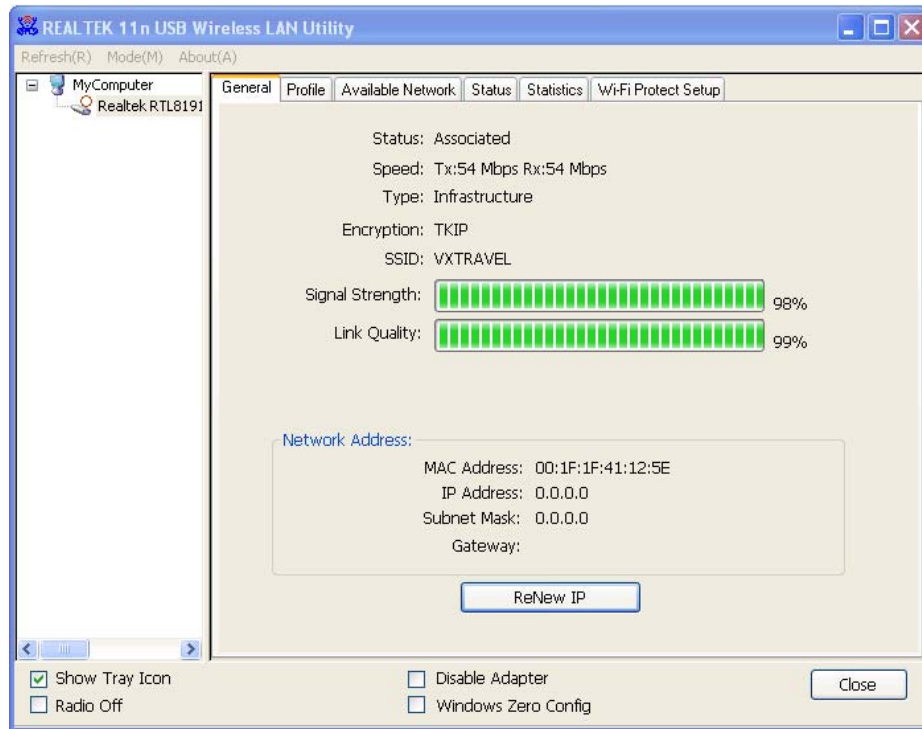 REALTEK 11n USB Wireless LAN Utility
Refresh(R) Mode(M) About(A)
MyComputer
Realtek RTL8191
General Profile Available Network Status Statistics Wi-Fi Protect Setup
Status: Associated
Speed: Tx:54 Mbps Rx:54 Mbps
Type: Infrastructure
Encryption: TKIP
SSID: VXTRAVEL
Signal Strength: 98%
Link Quality: 99%
Network Address:
MAC Address: 00:1F:1F:41:12:5E
IP Address: 0.0.0.0
Subnet Mask: 0.0.0.0
Gateway:
ReNew IP
Show Tray Icon
Radio Off
Disable Adapter
Windows Zero Config
Close